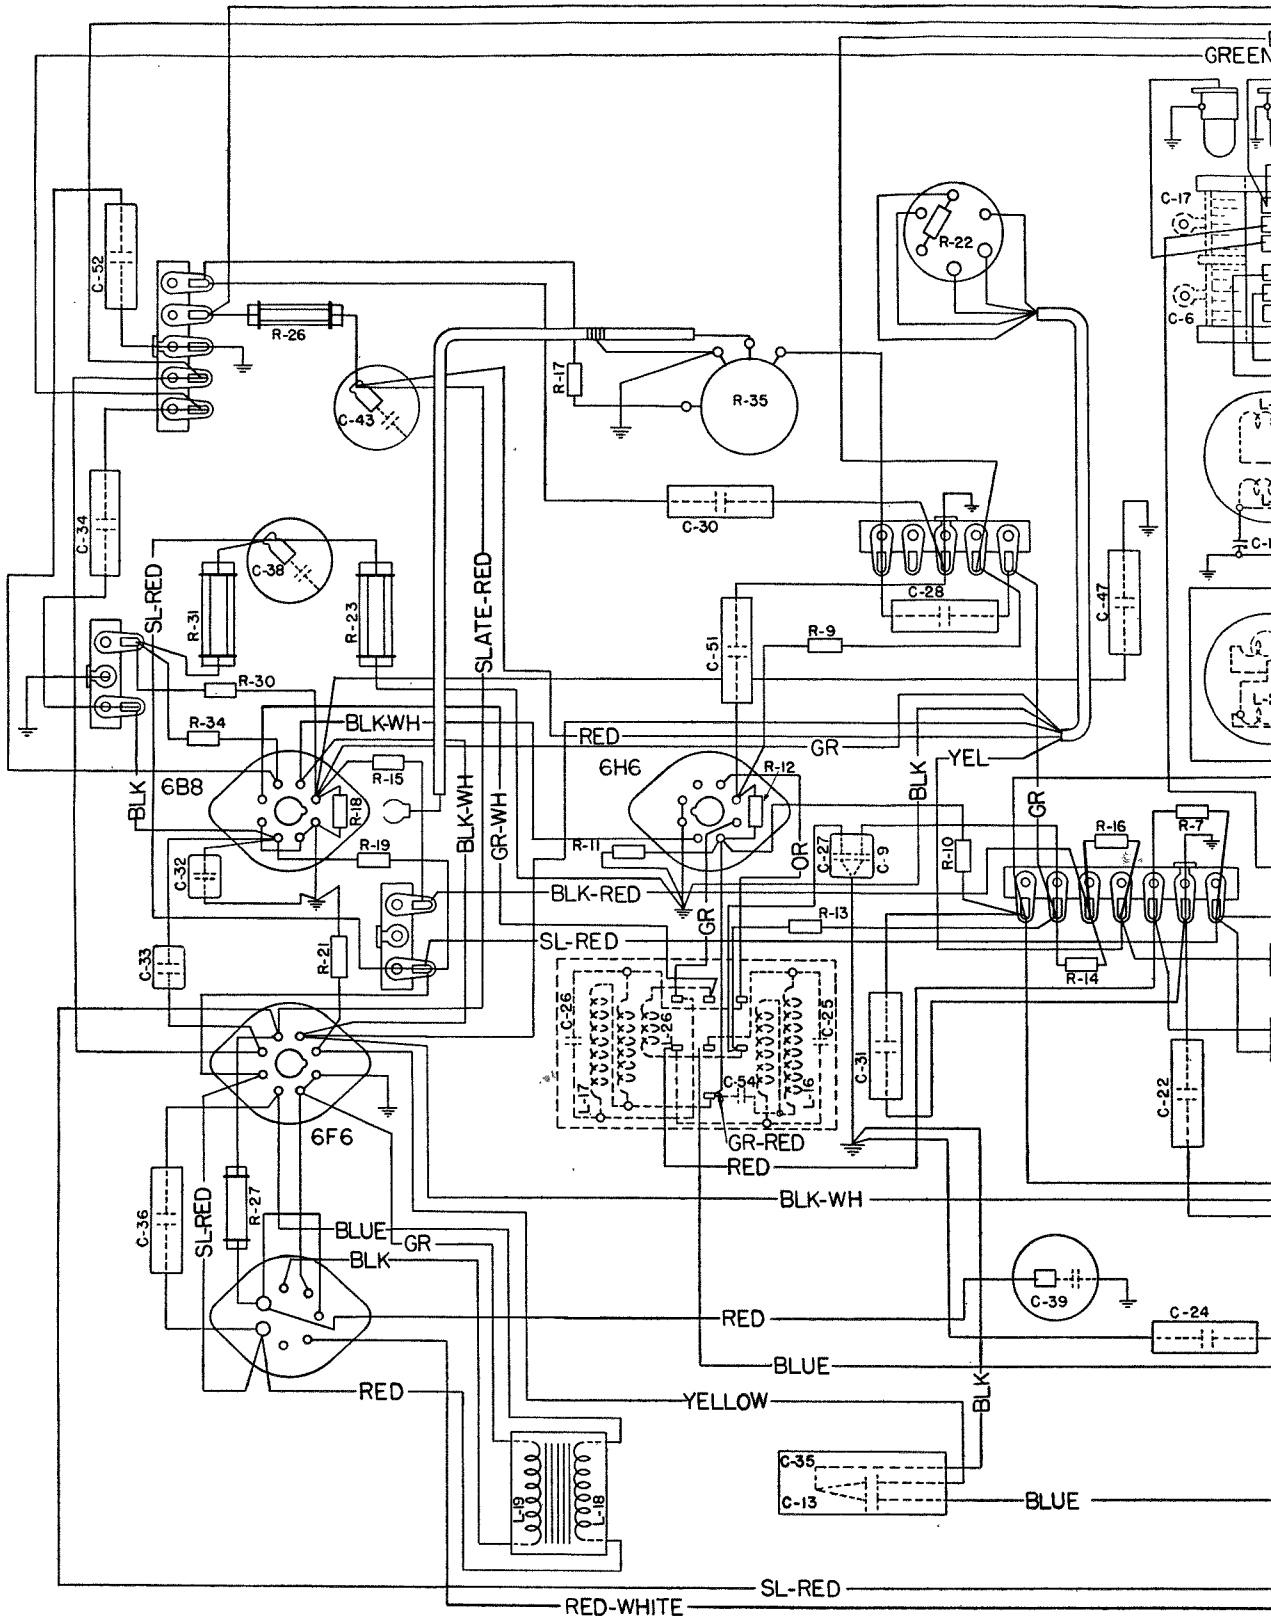 GREEN
C-17
R-22
C-52
R-26
C-6
R-17
R-35
C-43
C-30
C-34
C-38
SL-RED
R-31
R-23
SLATE-RED
C-28
C-47
C-51
R-9
R-30
R-34
BLK-WH
RED
GR
YEL
6B8
R-15
6H6
R-12
BLK
R-18
BLK-WH
GR-WH
BLK
GR
R-7
R-16
R-19
R-11
OR
C-27
C-9
R-10
C-32
BLK-RED
R-13
GR
SL-RED
R-21
C-33
R-14
C-26
L-17
L-26
C-25
L-16
C-54
C-31
C-22
6F6
GR-RED
RED
BLK-WH
C-36
SL-RED
R-27
BLUE
GR
BLK
C-39
RED
C-24
BLUE
RED
YELLOW
BLK
C-35
C-13
BLUE
L-19
L-18
SL-RED
RED-WHITE